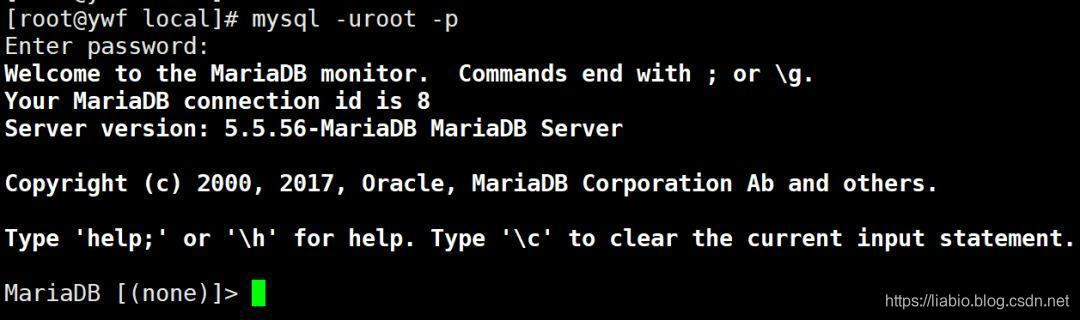 [root@ywf local]# mysql -uroot -p
Enter password:
Welcome to the MariaDB monitor.  Commands end with ; or \g.
Your MariaDB connection id is 8
Server version: 5.5.56-MariaDB MariaDB Server
Copyright (c) 2000, 2017, Oracle, MariaDB Corporation Ab and others.
Type 'help;' or '\h' for help. Type '\c' to clear the current input statement.
MariaDB [(none)]>
https://liabio.blog.csdn.net